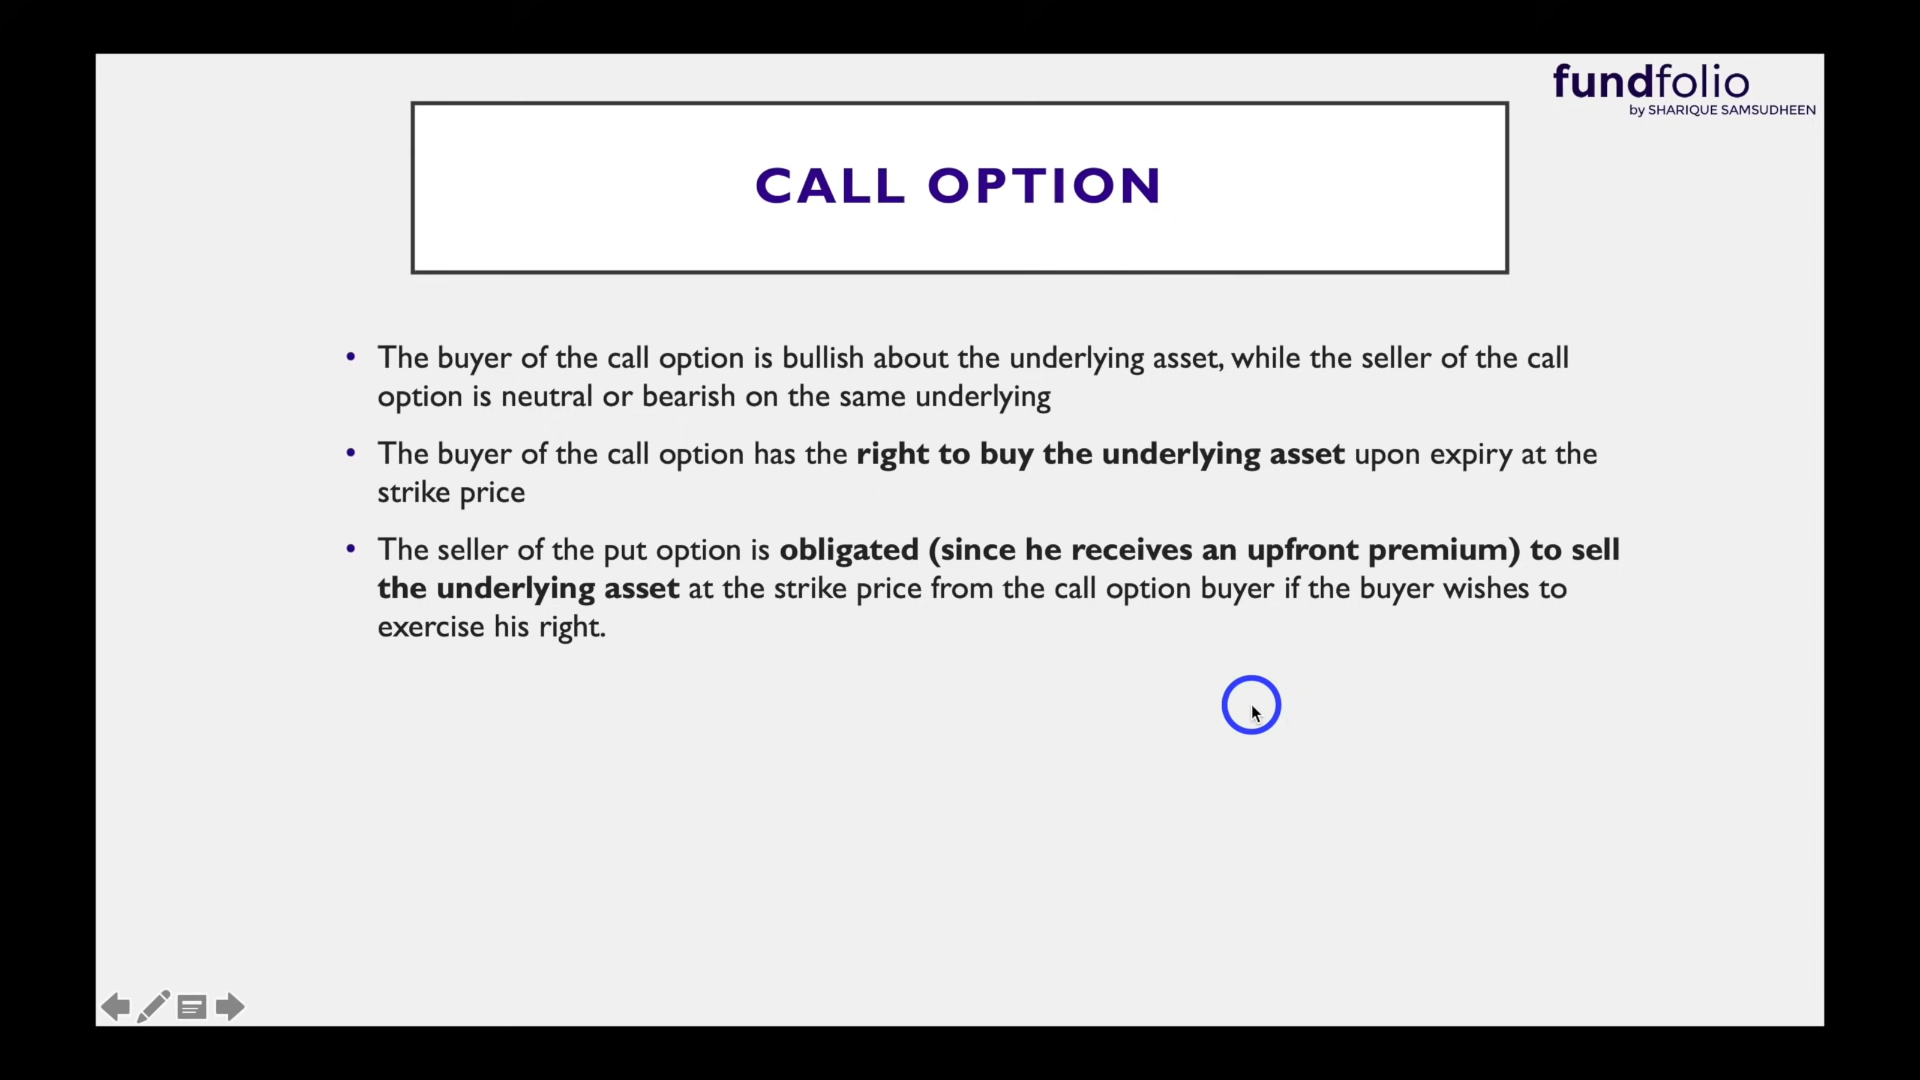 fundfolio
by SHARIQUE SAMSUDHEEN
CALL OPTION
• The buyer of the call option is bullish about the underlying asset, while the seller of the call
option is neutral or bearish on the same underlying
• The buyer of the call option has the right to buy the underlying asset upon expiry at the
strike price
• The seller of the put option is obligated (since he receives an upfront premium) to sell
the underlying asset at the strike price from the call option buyer if the buyer wishes to
exercise his right.